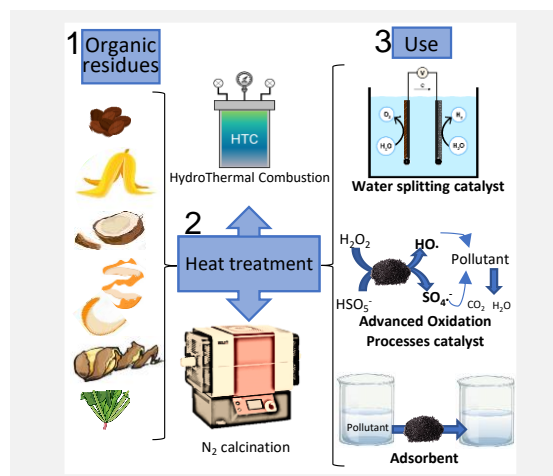 1 Organic
residues
HTC
HydroThermal Combustion
2
Heat treatment
N₂ calcination
3 Use
V
e⁻
O₂
H₂
H₂O
H₂O
Water splitting catalyst
H₂O₂
HO·
Pollutant
HSO₅⁻
SO₄·⁻
CO₂ H₂O
Advanced Oxidation
Processes catalyst
Pollutant
Adsorbent